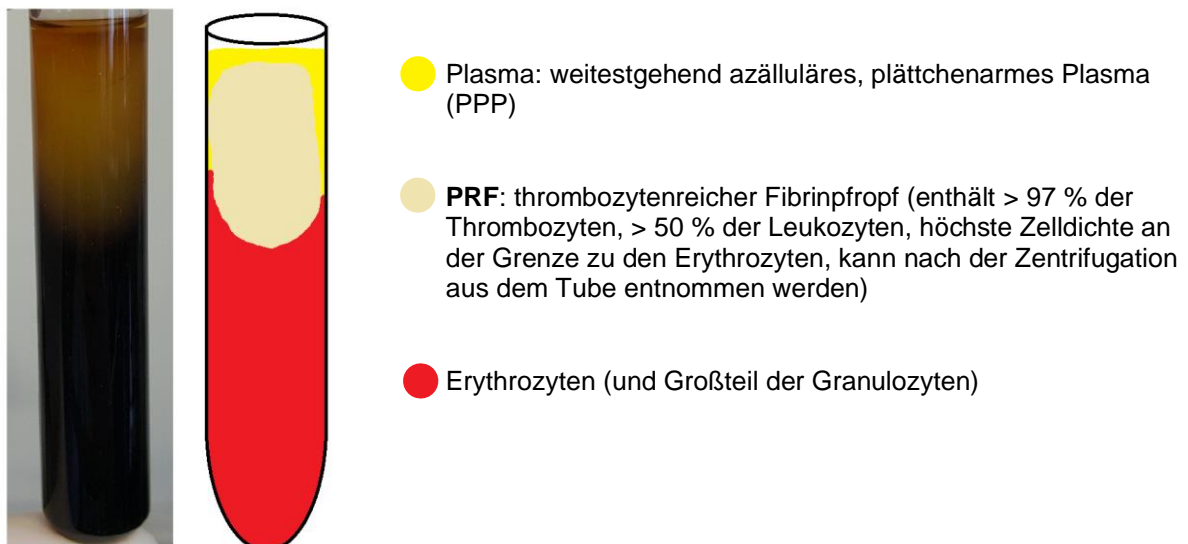 Plasma: weitestgehend azälluläres, plättchenarmes Plasma
(PPP)
PRF: thrombozytenreicher Fibrinpfropf (enthält > 97 % der
Thrombozyten, > 50 % der Leukozyten, höchste Zelldichte an
der Grenze zu den Erythrozyten, kann nach der Zentrifugation
aus dem Tube entnommen werden)
Erythrozyten (und Großteil der Granulozyten)